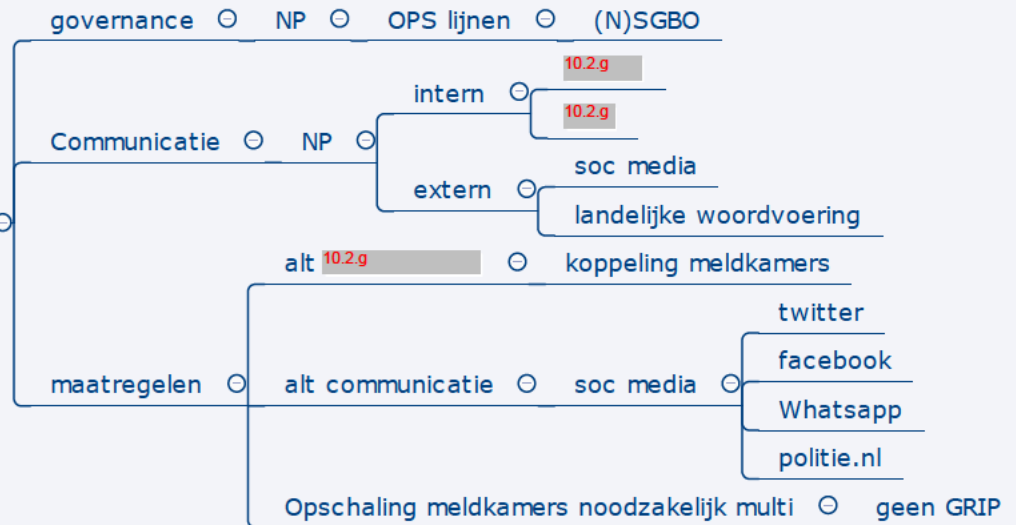 governance NP OPS lijnen (N)SGBO
10.2.g
intern
10.2.g
Communicatie NP
soc media
extern
landelijke woordvoering
alt 10.2.g koppeling meldkamers
twitter
facebook
maatregelen alt communicatie soc media
Whatsapp
politie.nl
Opschaling meldkamers noodzakelijk multi geen GRIP